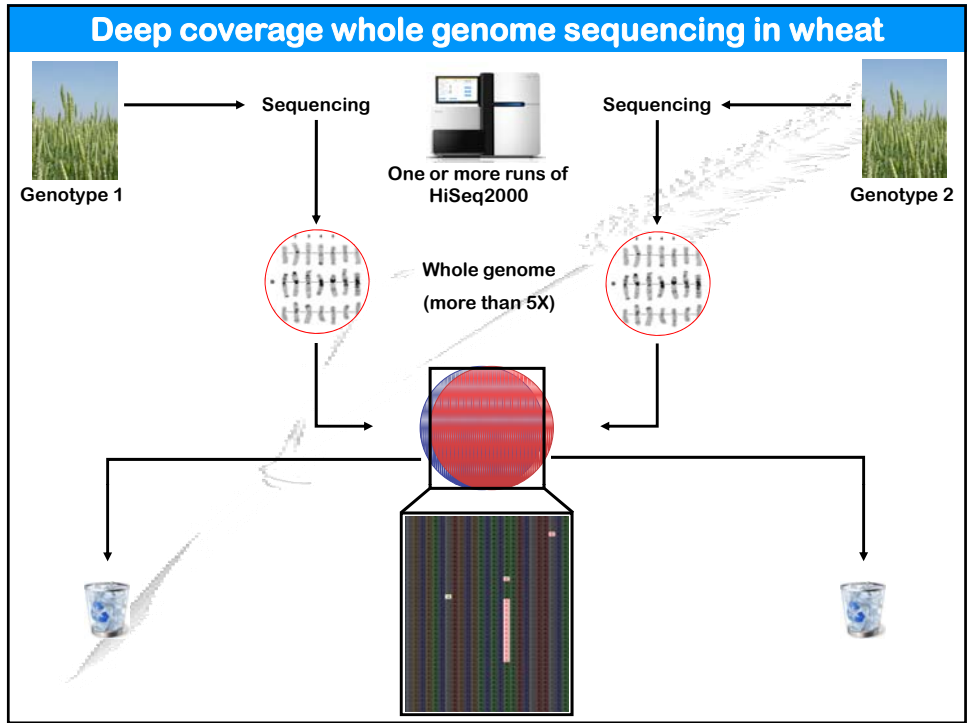 Deep coverage whole genome sequencing in wheat
Sequencing
Sequencing
Genotype 1
One or more runs of
HiSeq2000
Genotype 2
Whole genome
(more than 5X)